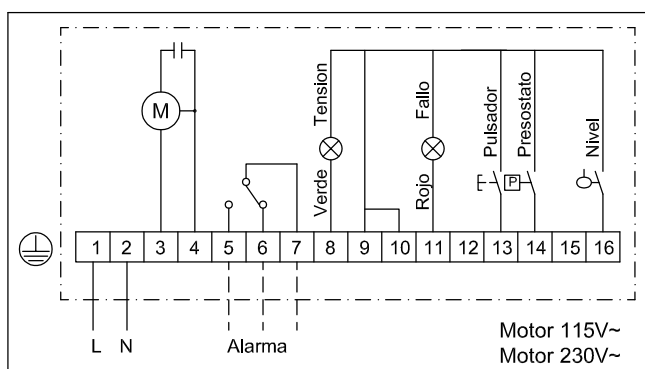 Tension
Verde
Fallo
Rojo
Pulsador
Presostato
Nivel
M
P
1 2 3 4 5 6 7 8 9 10 11 12 13 14 15 16
L N Alarma
Motor 115V~
Motor 230V~